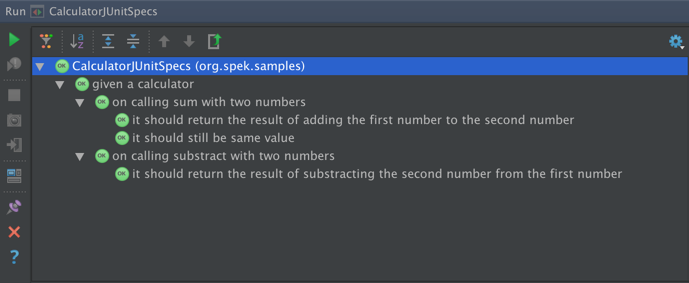 Run CalculatorJUnitSpecs
CalculatorJUnitSpecs (org.spek.samples)
OK given a calculator
OK on calling sum with two numbers
OK it should return the result of adding the first number to the second number
OK it should still be same value
OK on calling substract with two numbers
OK it should return the result of substracting the second number from the first number